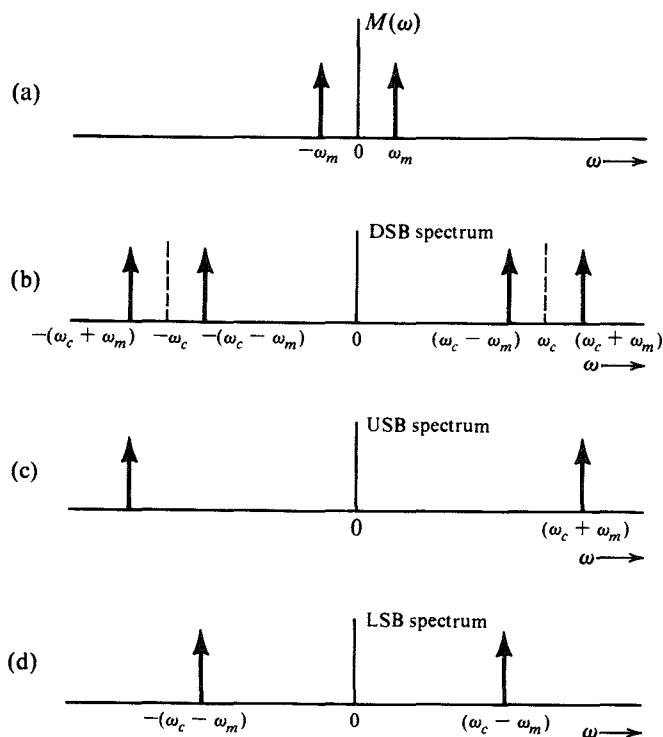 M(ω)
(a)
-ω_m 0 ω_m
ω→
DSB spectrum
(b)
-(ω_c + ω_m) -ω_c -(ω_c - ω_m) 0 (ω_c - ω_m) ω_c (ω_c + ω_m)
ω→
USB spectrum
(c)
0 (ω_c + ω_m)
ω→
LSB spectrum
(d)
-(ω_c - ω_m) 0 (ω_c - ω_m)
ω→